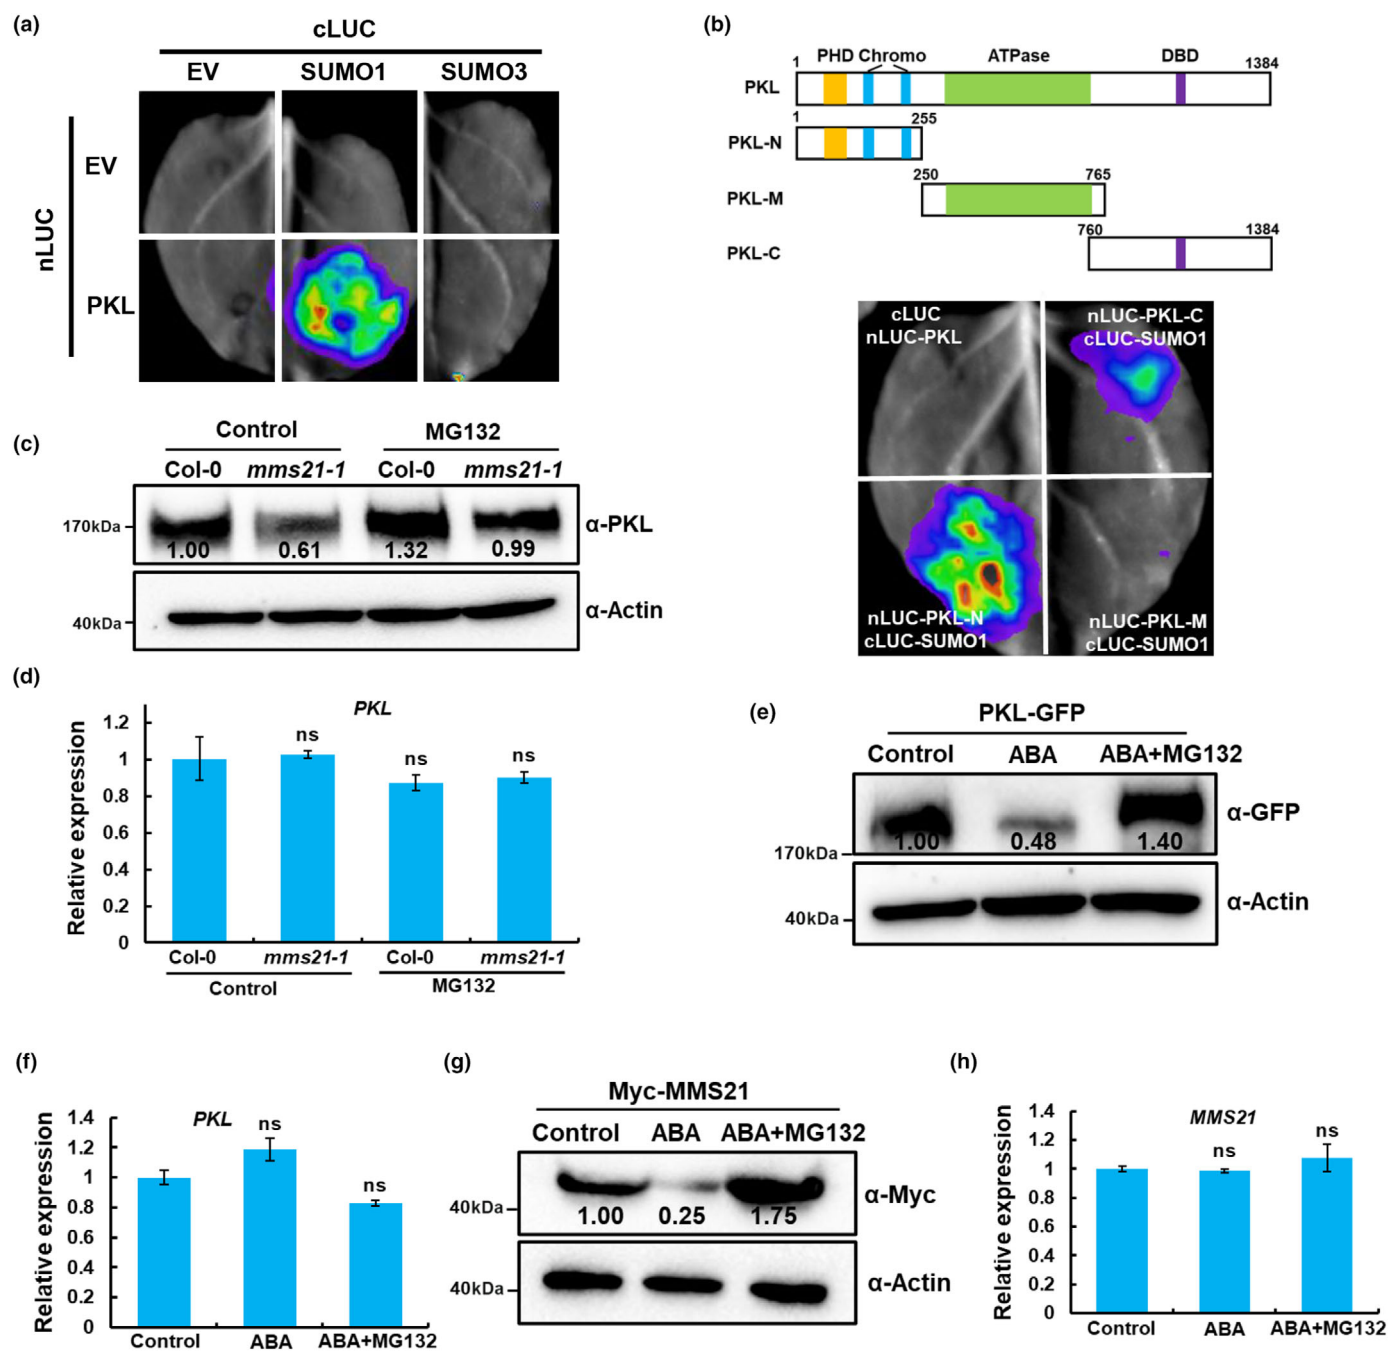 (a)
cLUC
EV SUMO1 SUMO3
nLUC
EV
PKL
(b)
PHD Chromo ATPase DBD
1 1384
PKL
1 255
PKL-N
250 765
PKL-M
760 1384
PKL-C
cLUC
nLUC-PKL
nLUC-PKL-C
cLUC-SUMO1
nLUC-PKL-N
cLUC-SUMO1
nLUC-PKL-M
cLUC-SUMO1
(c)
Control MG132
Col-0 mms21-1 Col-0 mms21-1
170kDa
α-PKL
1.00 0.61 1.32 0.99
40kDa
α-Actin
(d)
PKL
Relative expression
1.2
1
0.8
0.6
0.4
0.2
0
ns ns ns
Col-0 mms21-1 Col-0 mms21-1
Control MG132
(e)
PKL-GFP
Control ABA ABA+MG132
α-GFP
1.00 0.48 1.40
170kDa
40kDa
α-Actin
(f)
PKL
Relative expression
1.4
1.2
1
0.8
0.6
0.4
0.2
0
ns ns
Control ABA ABA+MG132
(g)
Myc-MMS21
Control ABA ABA+MG132
40kDa
α-Myc
1.00 0.25 1.75
40kDa
α-Actin
(h)
MMS21
Relative expression
1.4
1.2
1
0.8
0.6
0.4
0.2
0
ns ns
Control ABA ABA+MG132